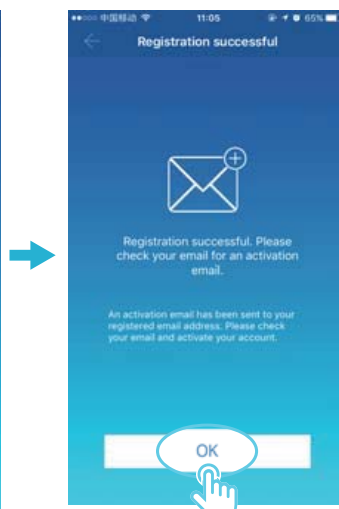 中国移动 11:05 65%
Registration successful
Registration successful. Please
check your email for an activation
email.
An activation email has been sent to your
registered email address. Please check
your email and activate your account.
OK